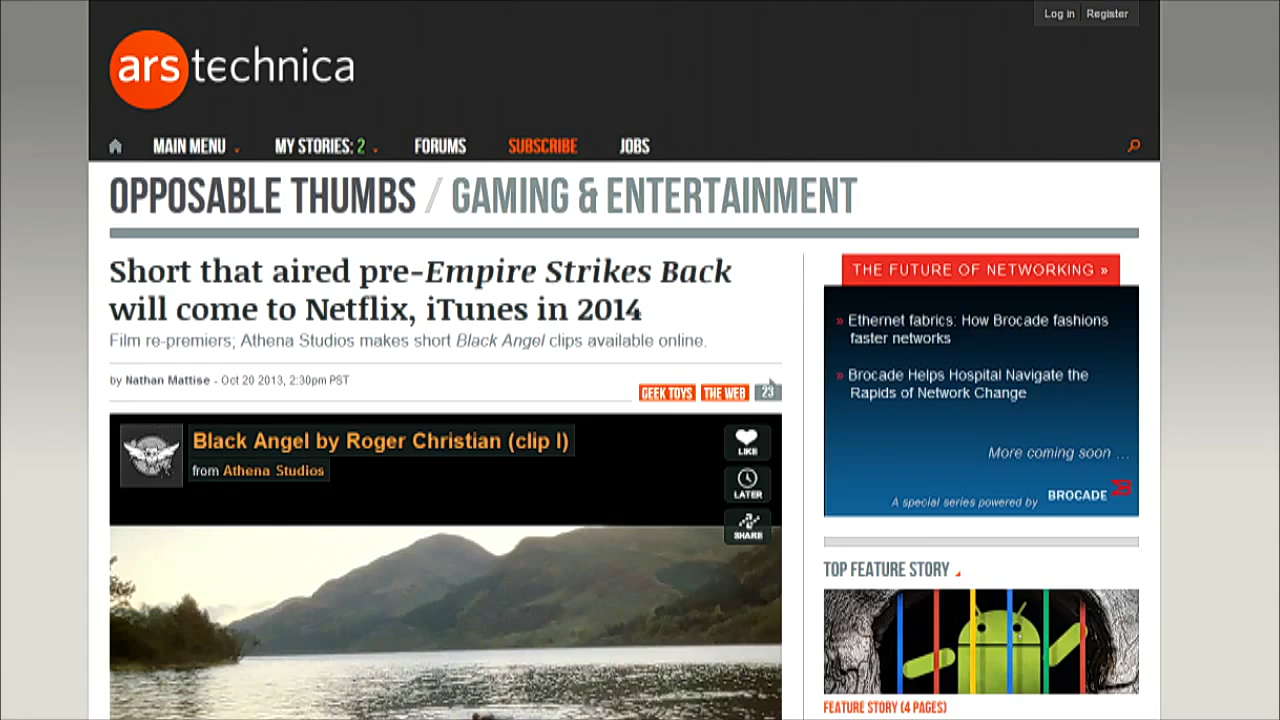 Log in Register
ars technica
MAIN MENU MY STORIES: 2 FORUMS SUBSCRIBE JOBS
OPPOSABLE THUMBS / GAMING & ENTERTAINMENT
Short that aired pre-Empire Strikes Back
will come to Netflix, iTunes in 2014
Film re-premiers; Athena Studios makes short Black Angel clips available online.
by Nathan Mattise - Oct 20 2013, 2:30pm PST
GEEK TOYS THE WEB 23
Black Angel by Roger Christian (clip I)
from Athena Studios
LIKE
LATER
SHARE
THE FUTURE OF NETWORKING »
» Ethernet fabrics: How Brocade fashions
faster networks
» Brocade Helps Hospital Navigate the
Rapids of Network Change
More coming soon ...
A special series powered by BROCADE
TOP FEATURE STORY
FEATURE STORY (4 PAGES)